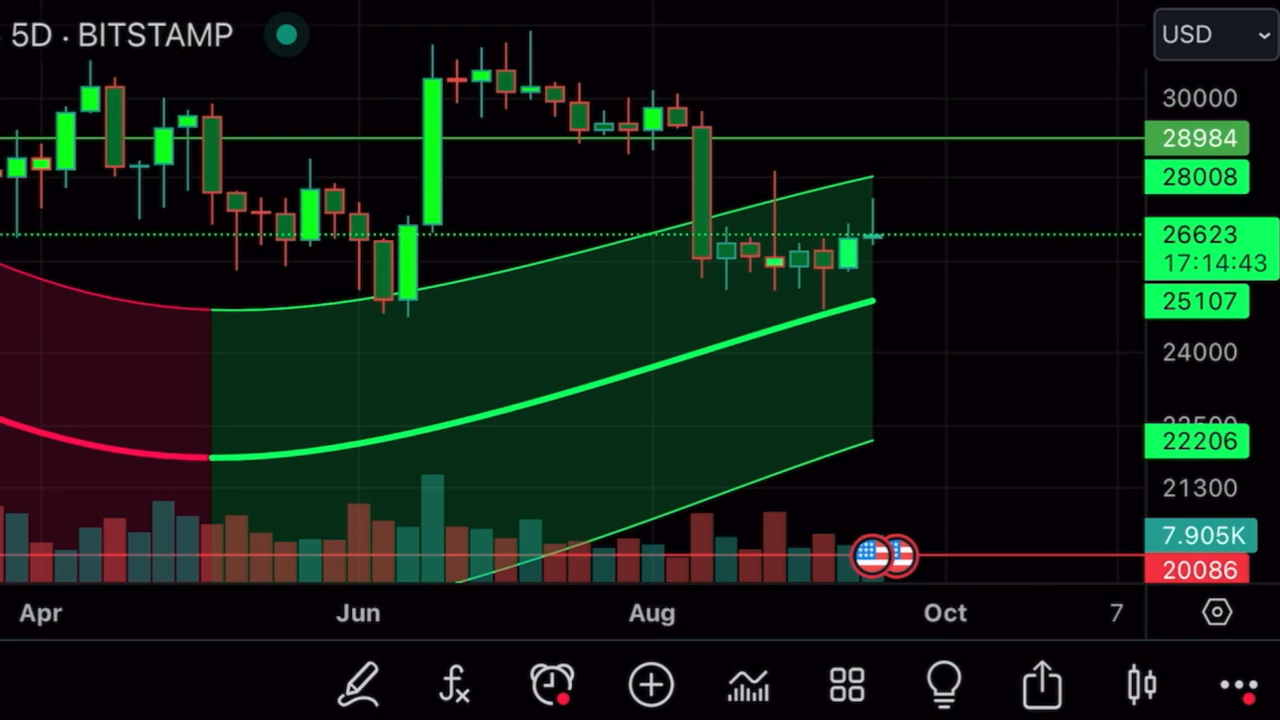 5D · BITSTAMP
USD
30000
28984
28008
26623
17:14:43
25107
24000
22206
21300
7.905K
20086
Apr Jun Aug Oct 7
fx